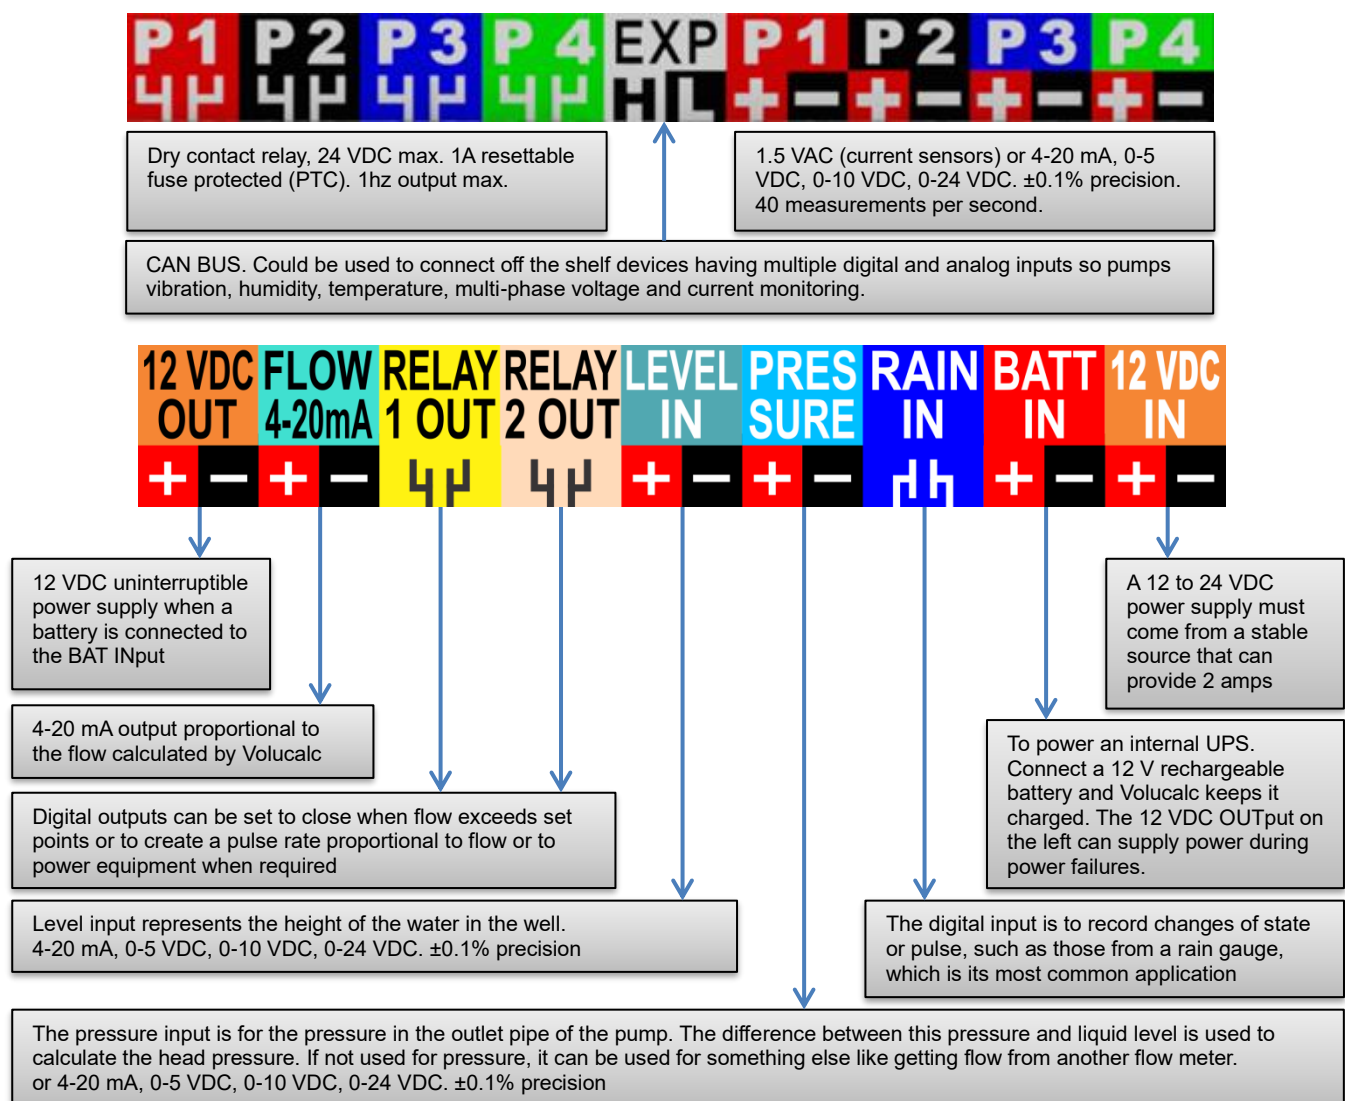 P1 P2 P3 P4 EXP P1 P2 P3 P4
H L + - + - + - + -
Dry contact relay, 24 VDC max. 1A resettable
fuse protected (PTC). 1hz output max.
1.5 VAC (current sensors) or 4-20 mA, 0-5
VDC, 0-10 VDC, 0-24 VDC. ±0.1% precision.
40 measurements per second.
CAN BUS. Could be used to connect off the shelf devices having multiple digital and analog inputs so pumps
vibration, humidity, temperature, multi-phase voltage and current monitoring.
12 VDC OUT
FLOW 4-20mA
RELAY 1 OUT
RELAY 2 OUT
LEVEL IN
PRES SURE
RAIN IN
BATT IN
12 VDC IN
+ - + - + - + - + - + -
12 VDC uninterruptible
power supply when a
battery is connected to
the BAT INput
A 12 to 24 VDC
power supply must
come from a stable
source that can
provide 2 amps
4-20 mA output proportional to
the flow calculated by Volucalc
To power an internal UPS.
Connect a 12 V rechargeable
battery and Volucalc keeps it
charged. The 12 VDC OUTput on
the left can supply power during
power failures.
Digital outputs can be set to close when flow exceeds set
points or to create a pulse rate proportional to flow or to
power equipment when required
Level input represents the height of the water in the well.
4-20 mA, 0-5 VDC, 0-10 VDC, 0-24 VDC. ±0.1% precision
The digital input is to record changes of state
or pulse, such as those from a rain gauge,
which is its most common application
The pressure input is for the pressure in the outlet pipe of the pump. The difference between this pressure and liquid level is used to
calculate the head pressure. If not used for pressure, it can be used for something else like getting flow from another flow meter.
or 4-20 mA, 0-5 VDC, 0-10 VDC, 0-24 VDC. ±0.1% precision